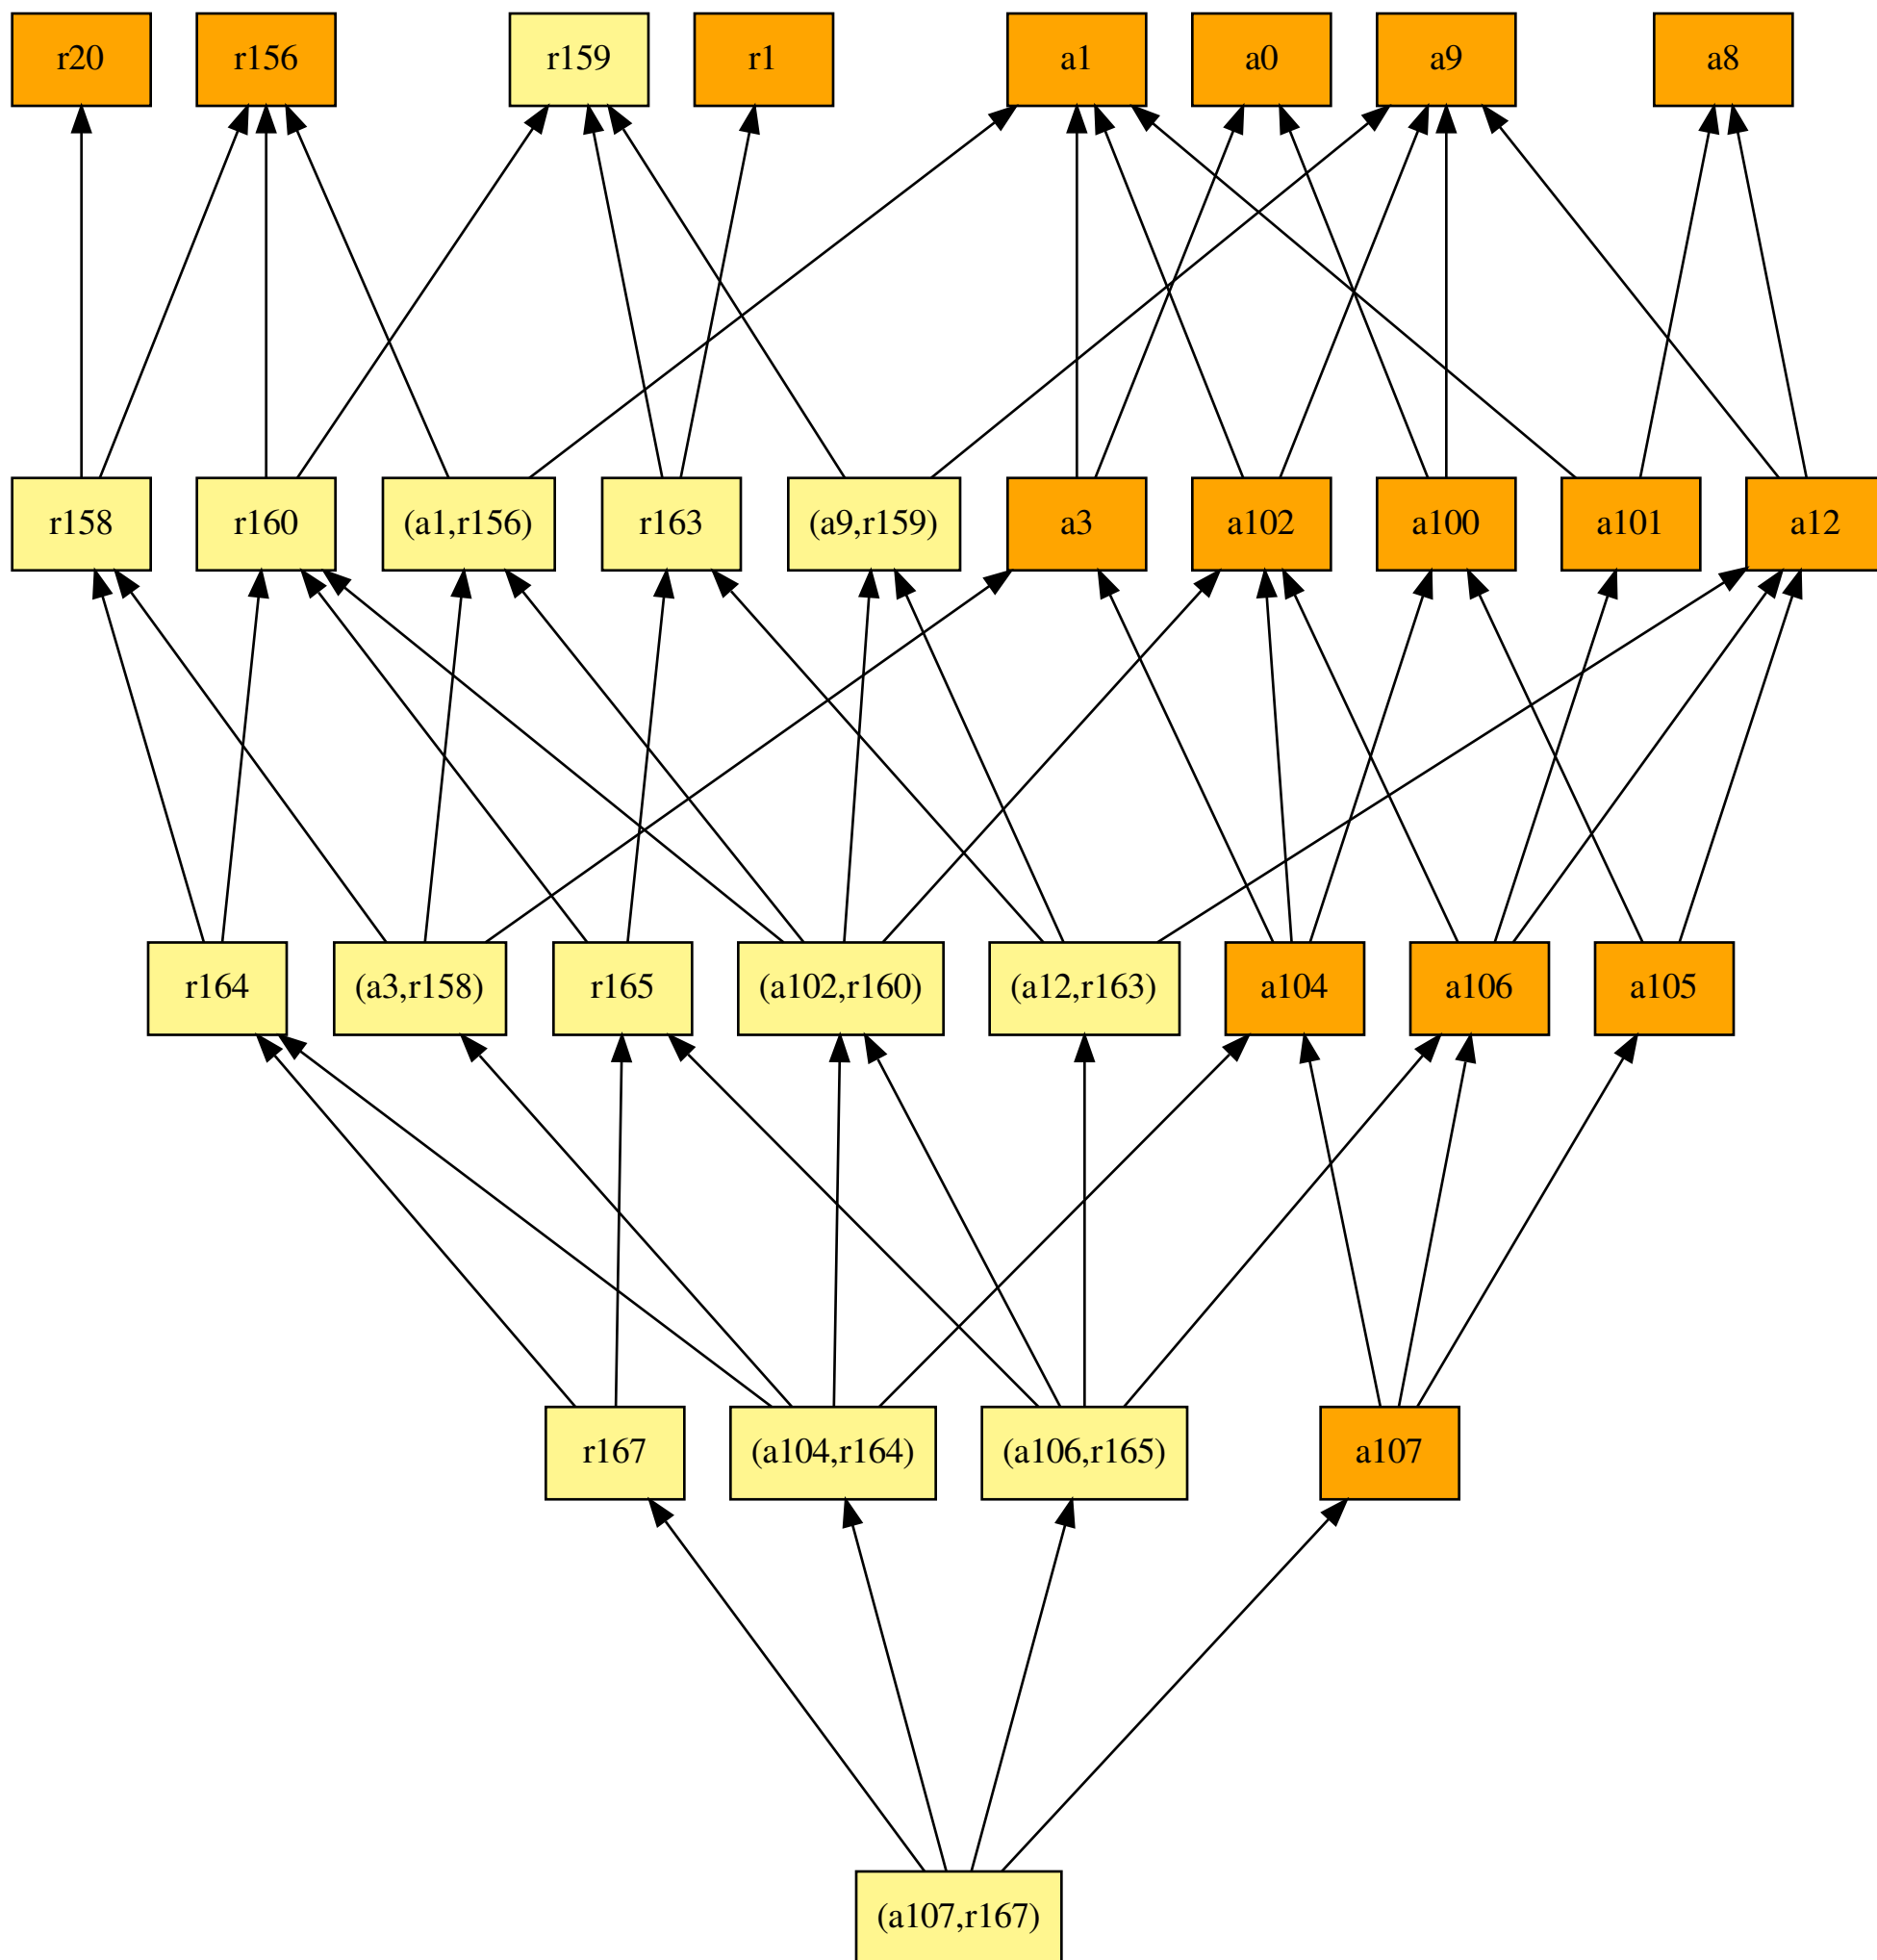 r20
r156
r159
r1
a1
a0
a9
a8
r158
r160
(a1,r156)
r163
(a9,r159)
a3
a102
a100
a101
a12
r164
(a3,r158)
r165
(a102,r160)
(a12,r163)
a104
a106
a105
r167
(a104,r164)
(a106,r165)
a107
(a107,r167)